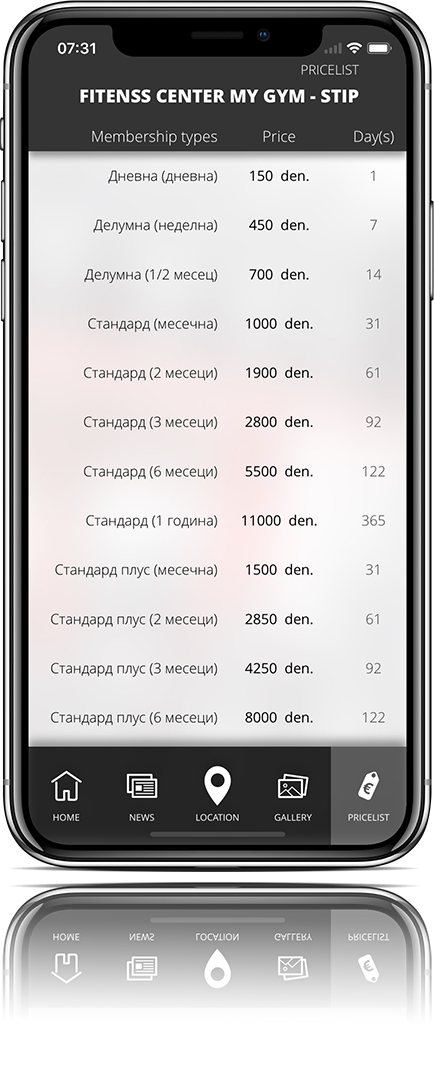 07:31
PRICELIST
FITENSS CENTER MY GYM - STIP
Membership types Price Day(s)
Дневна (дневна) 150 den. 1
Делумна (неделна) 450 den. 7
Делумна (1/2 месец) 700 den. 14
Стандард (месечна) 1000 den. 31
Стандард (2 месеци) 1900 den. 61
Стандард (3 месеци) 2800 den. 92
Стандард (6 месеци) 5500 den. 122
Стандард (1 година) 11000 den. 365
Стандард плус (месечна) 1500 den. 31
Стандард плус (2 месеци) 2850 den. 61
Стандард плус (3 месеци) 4250 den. 92
Стандард плус (6 месеци) 8000 den. 122
HOME NEWS LOCATION GALLERY PRICELIST
HOME NEWS LOCATION GALLERY PRICELIST